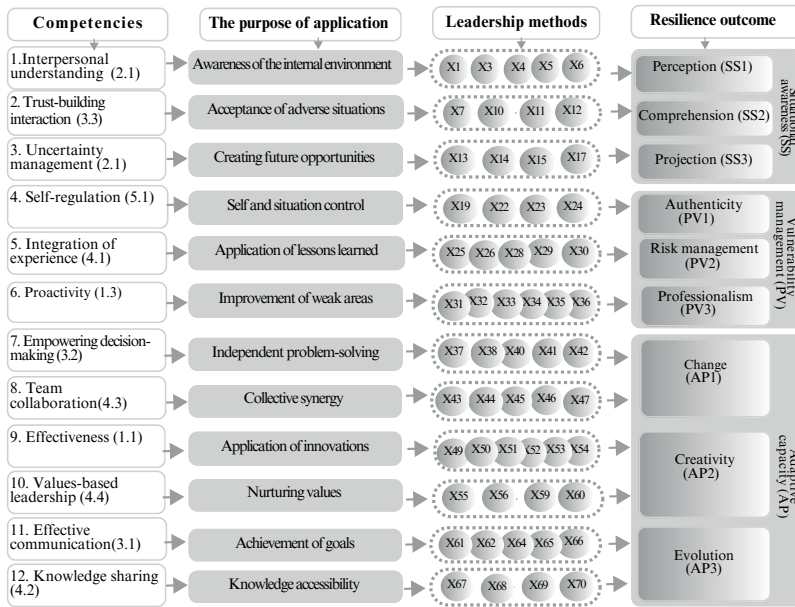 Competencies
The purpose of application
Leadership methods
Resilience outcome
1.Interpersonal
understanding (2.1)
Awareness of the internal environment
X1 X3 X4 X5 X6
Perception (SS1)
2. Trust-building
interaction (3.3)
Acceptance of adverse situations
X7 X10 X11 X12
Comprehension (SS2)
3. Uncertainty
management (2.1)
Creating future opportunities
X13 X14 X15 X17
Projection (SS3)
Situational
awareness (SS)
4. Self-regulation (5.1)
Self and situation control
X19 X22 X23 X24
Authenticity
(PV1)
5. Integration of
experience (4.1)
Application of lessons learned
X25 X26 X28 X29 X30
Risk management
(PV2)
6. Proactivity (1.3)
Improvement of weak areas
X31 X32 X33 X34 X35 X36
Professionalism
(PV3)
Vulnerability
management (PV)
7. Empowering decision-
making (3.2)
Independent problem-solving
X37 X38 X40 X41 X42
Change
(AP1)
8. Team
collaboration(4.3)
Collective synergy
X43 X44 X45 X46 X47
9. Effectiveness (1.1)
Application of innovations
X49 X50 X51 X52 X53 X54
Creativity
(AP2)
10. Values-based
leadership (4.4)
Nurturing values
X55 X56 X59 X60
11. Effective
communication(3.1)
Achievement of goals
X61 X62 X64 X65 X66
Evolution
(AP3)
12. Knowledge sharing
(4.2)
Knowledge accessibility
X67 X68 X69 X70
Adaptive
capacity (AP)